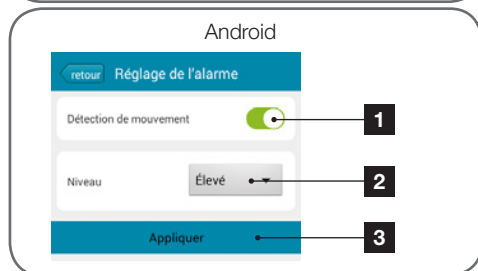 Android
retour Réglage de l'alarme
Détection de mouvement 1
Niveau Élevé 2
Appliquer 3